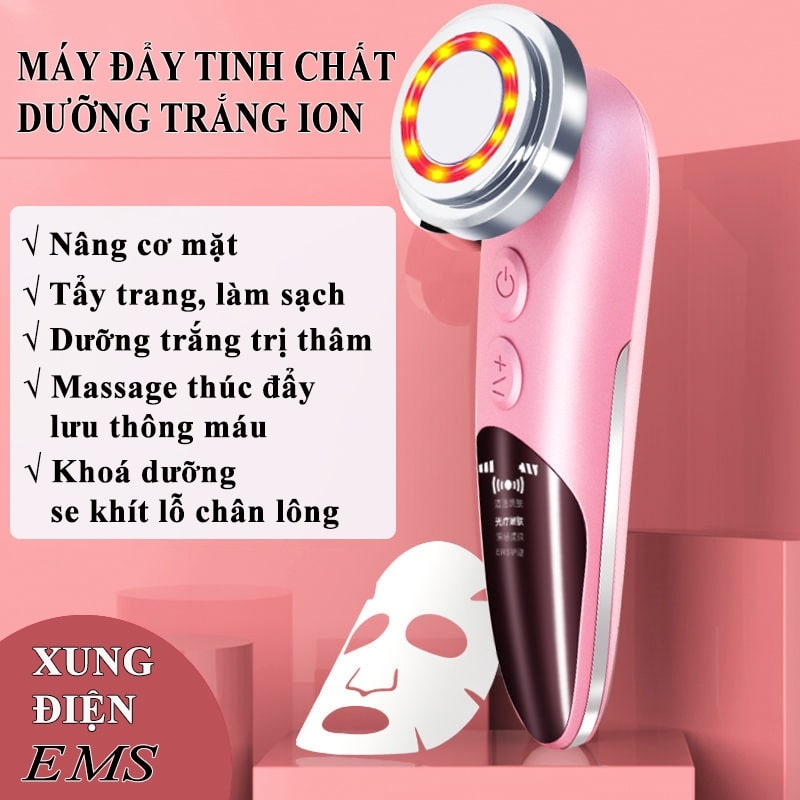 MÁY ĐẨY TINH CHẤT
DƯỠNG TRẮNG ION
√ Nâng cơ mặt
√ Tẩy trang, làm sạch
√ Dưỡng trắng trị thâm
√ Massage thúc đẩy
lưu thông máu
√ Khoá dưỡng
se khít lỗ chân lông
XUNG
ĐIỆN
EMS